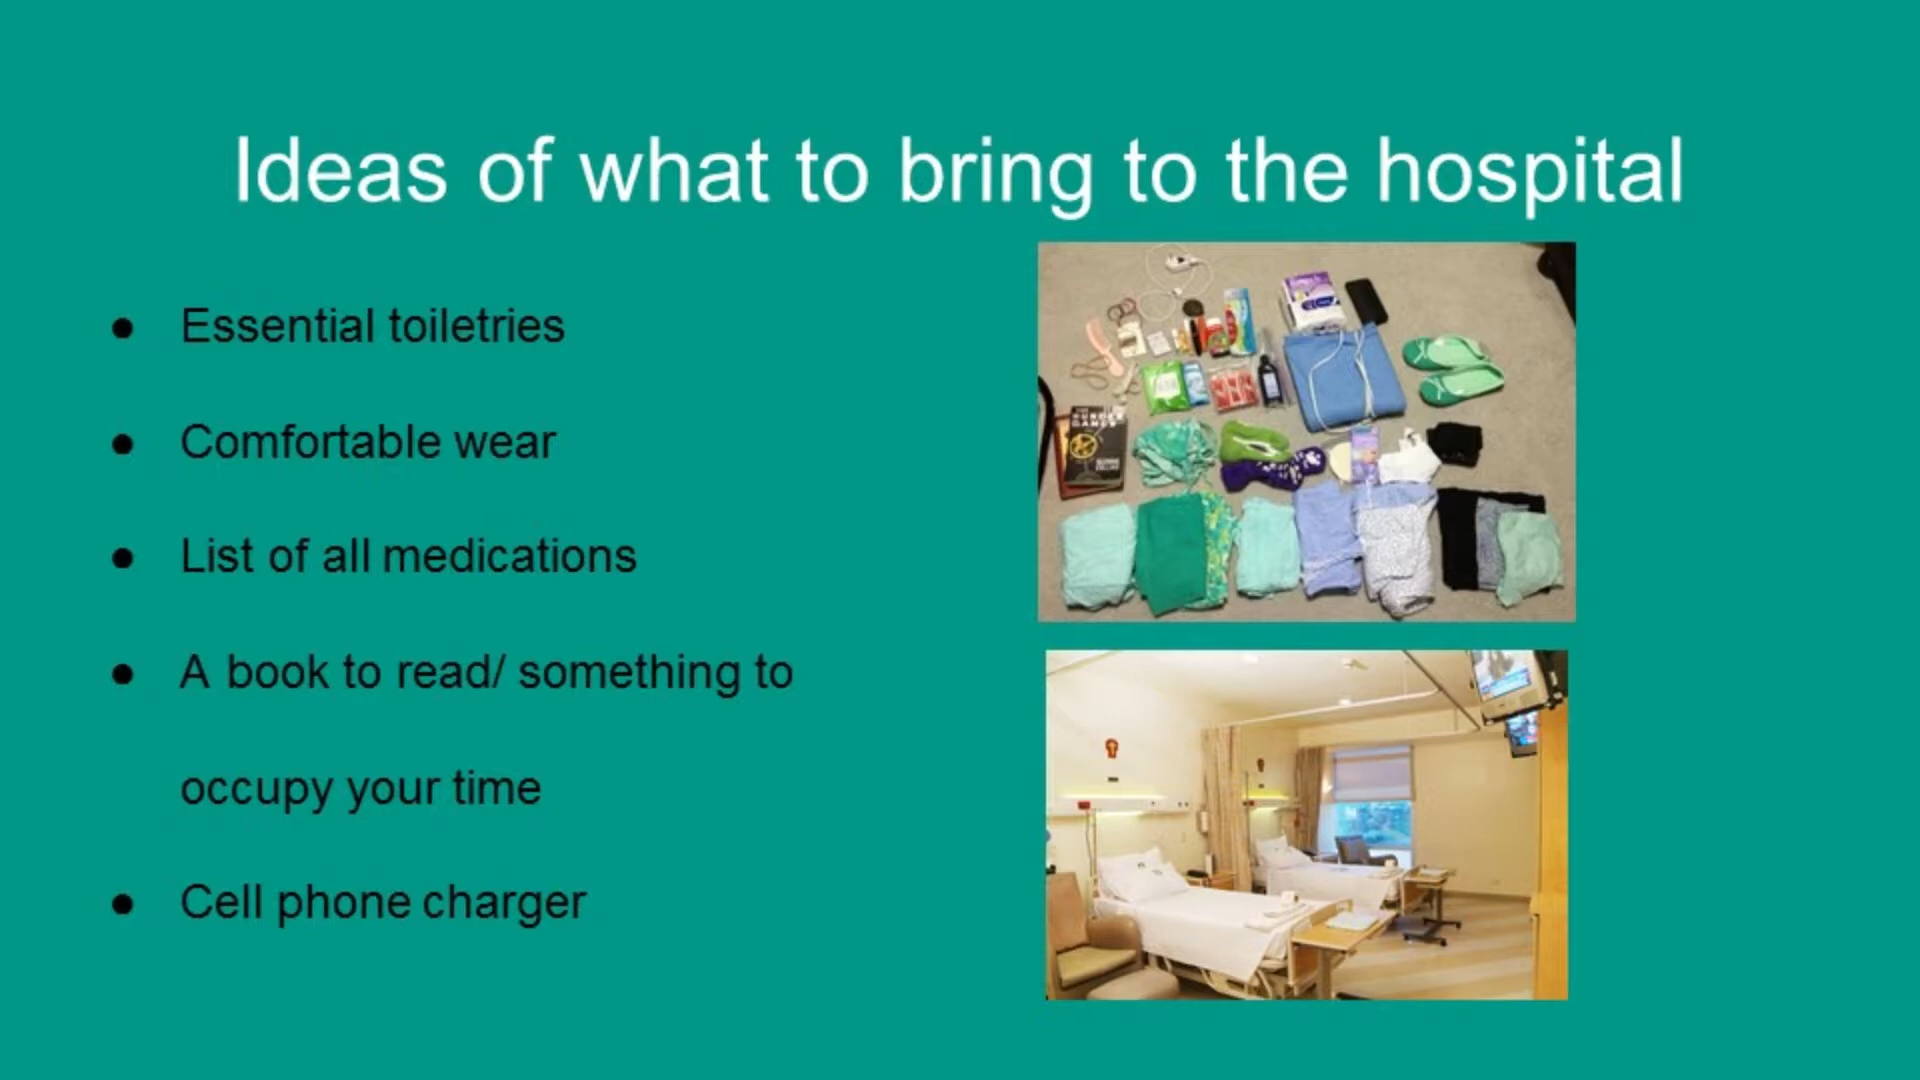 Ideas of what to bring to the hospital
● Essential toiletries
● Comfortable wear
● List of all medications
● A book to read/ something to
occupy your time
● Cell phone charger